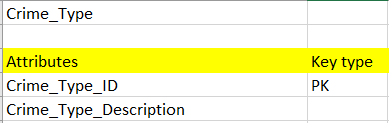 Crime_Type
Attributes Key type
Crime_Type_ID PK
Crime_Type_Description